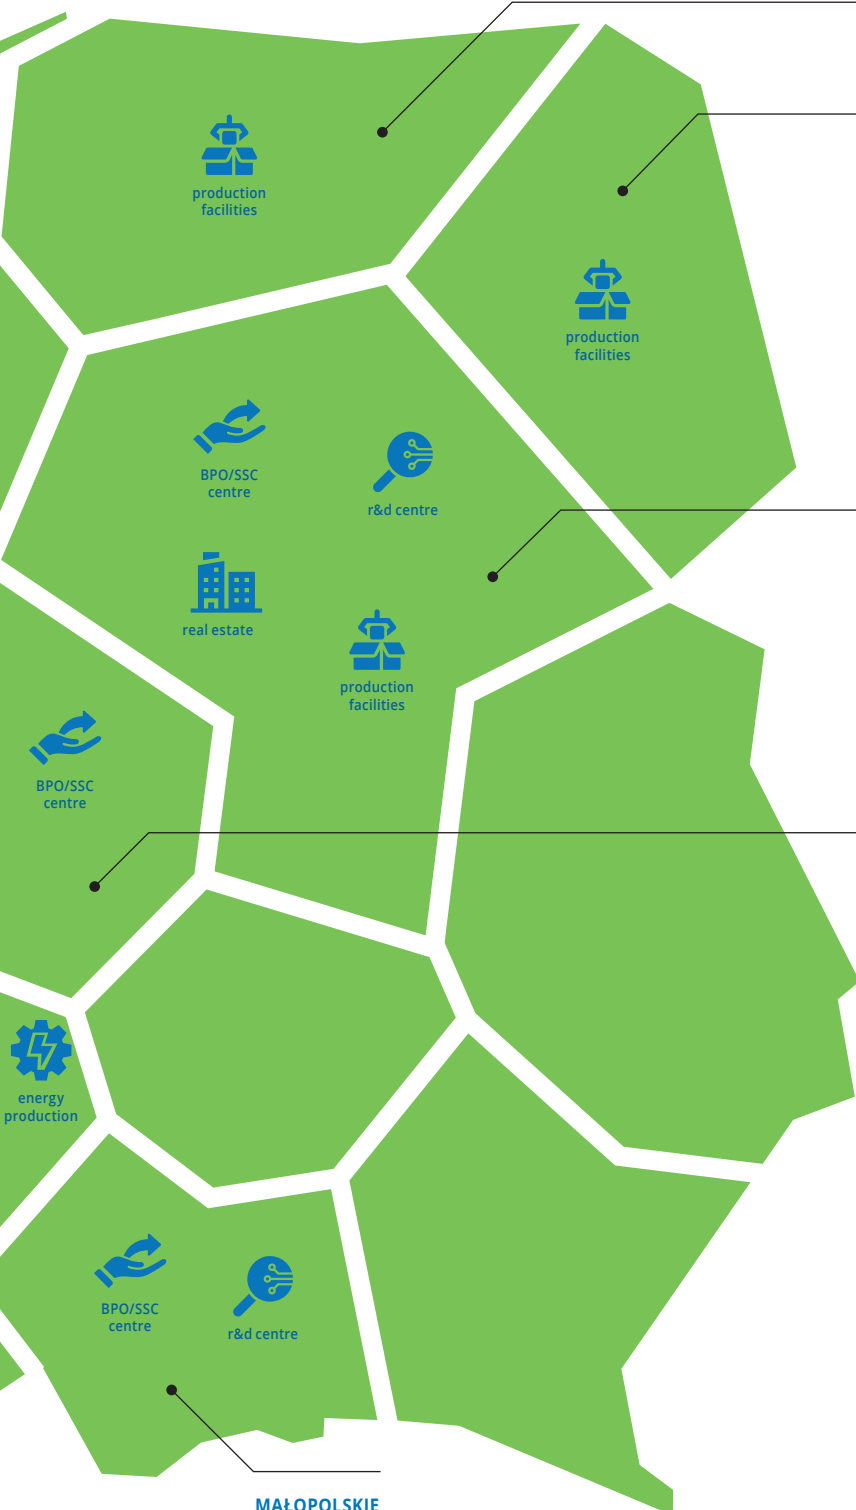 production
facilities
production
facilities
BPO/SSC
centre
r&d centre
real estate
production
facilities
BPO/SSC
centre
energy
production
BPO/SSC
centre
r&d centre
MAŁOPOLSKIE